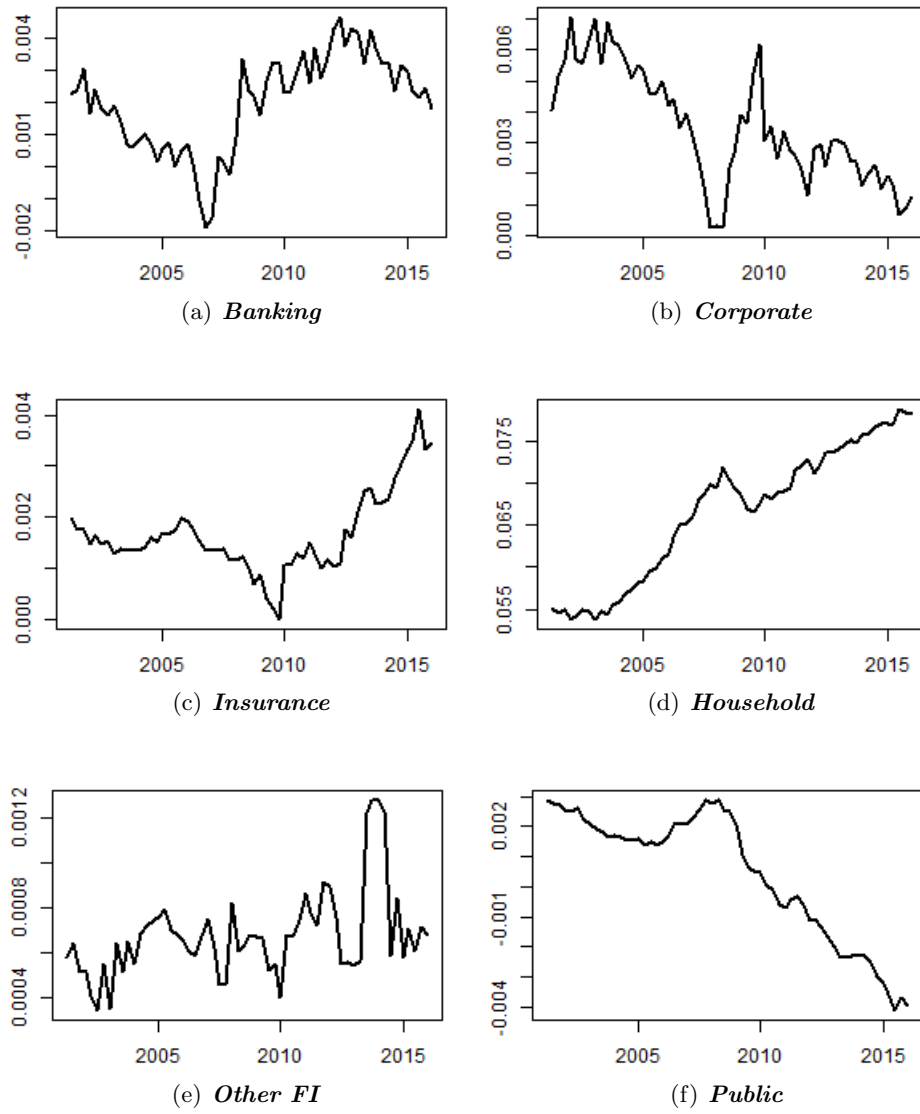 0.004
0.001
-0.002
2005 2010 2015
(a) Banking
0.006
0.003
0.000
2005 2010 2015
(b) Corporate
0.004
0.002
0.000
2005 2010 2015
(c) Insurance
0.075
0.065
0.055
2005 2010 2015
(d) Household
0.0012
0.0008
0.0004
2005 2010 2015
(e) Other FI
0.002
-0.001
-0.004
2005 2010 2015
(f) Public